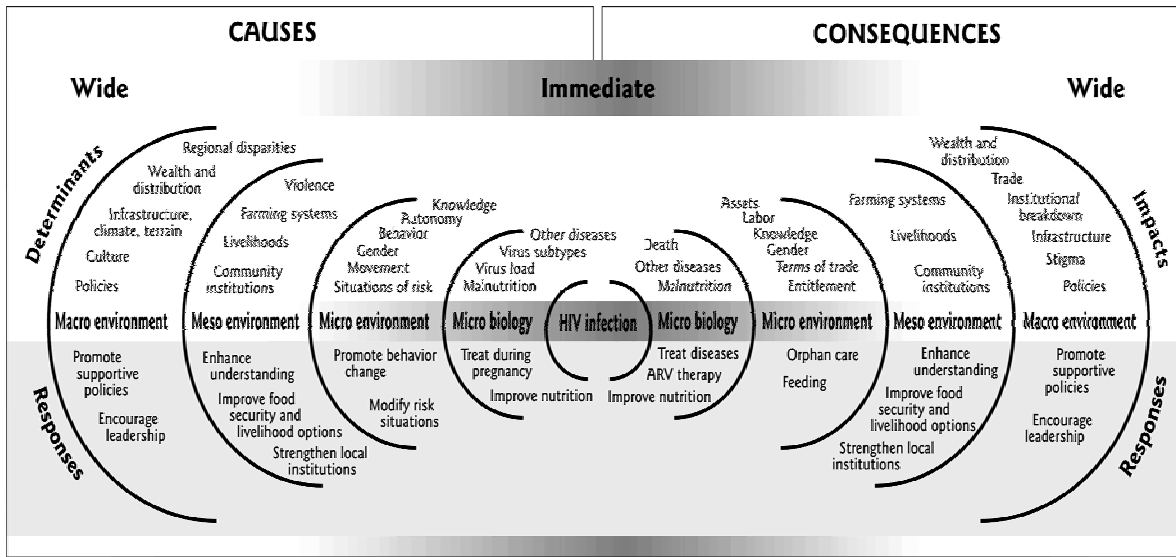 CAUSES
CONSEQUENCES
Wide
Immediate
Wide
Determinants
Regional disparities
Wealth and
distribution
Infrastructure,
climate, terrain
Culture
Policies
Macro environment
Promote
supportive
policies
Encourage
leadership
Responses
Violence
Farming systems
Livelihoods
Community
institutions
Meso environment
Enhance
understanding
Improve food
security and
livelihood options
Strengthen local
institutions
Knowledge
Autonomy
Behavior
Gender
Movement
Situations of risk
Micro environment
Promote behavior
change
Modify risk
situations
Other diseases
Virus subtypes
Virus load
Malnutrition
Micro biology
Treat during
pregnancy
Improve nutrition
HIV infection
Death
Other diseases
Malnutrition
Micro biology
Treat diseases
ARV therapy
Improve nutrition
Assets
Labor
Knowledge
Gender
Terms of trade
Entitlement
Micro environment
Orphan care
Feeding
Farming systems
Livelihoods
Community
institutions
Meso environment
Enhance
understanding
Improve food
security and
livelihood options
Strengthen local
institutions
Wealth and
distribution
Trade
Institutional
breakdown
Infrastructure
Stigma
Policies
Macro environment
Promote
supportive
policies
Encourage
leadership
Impacts
Responses